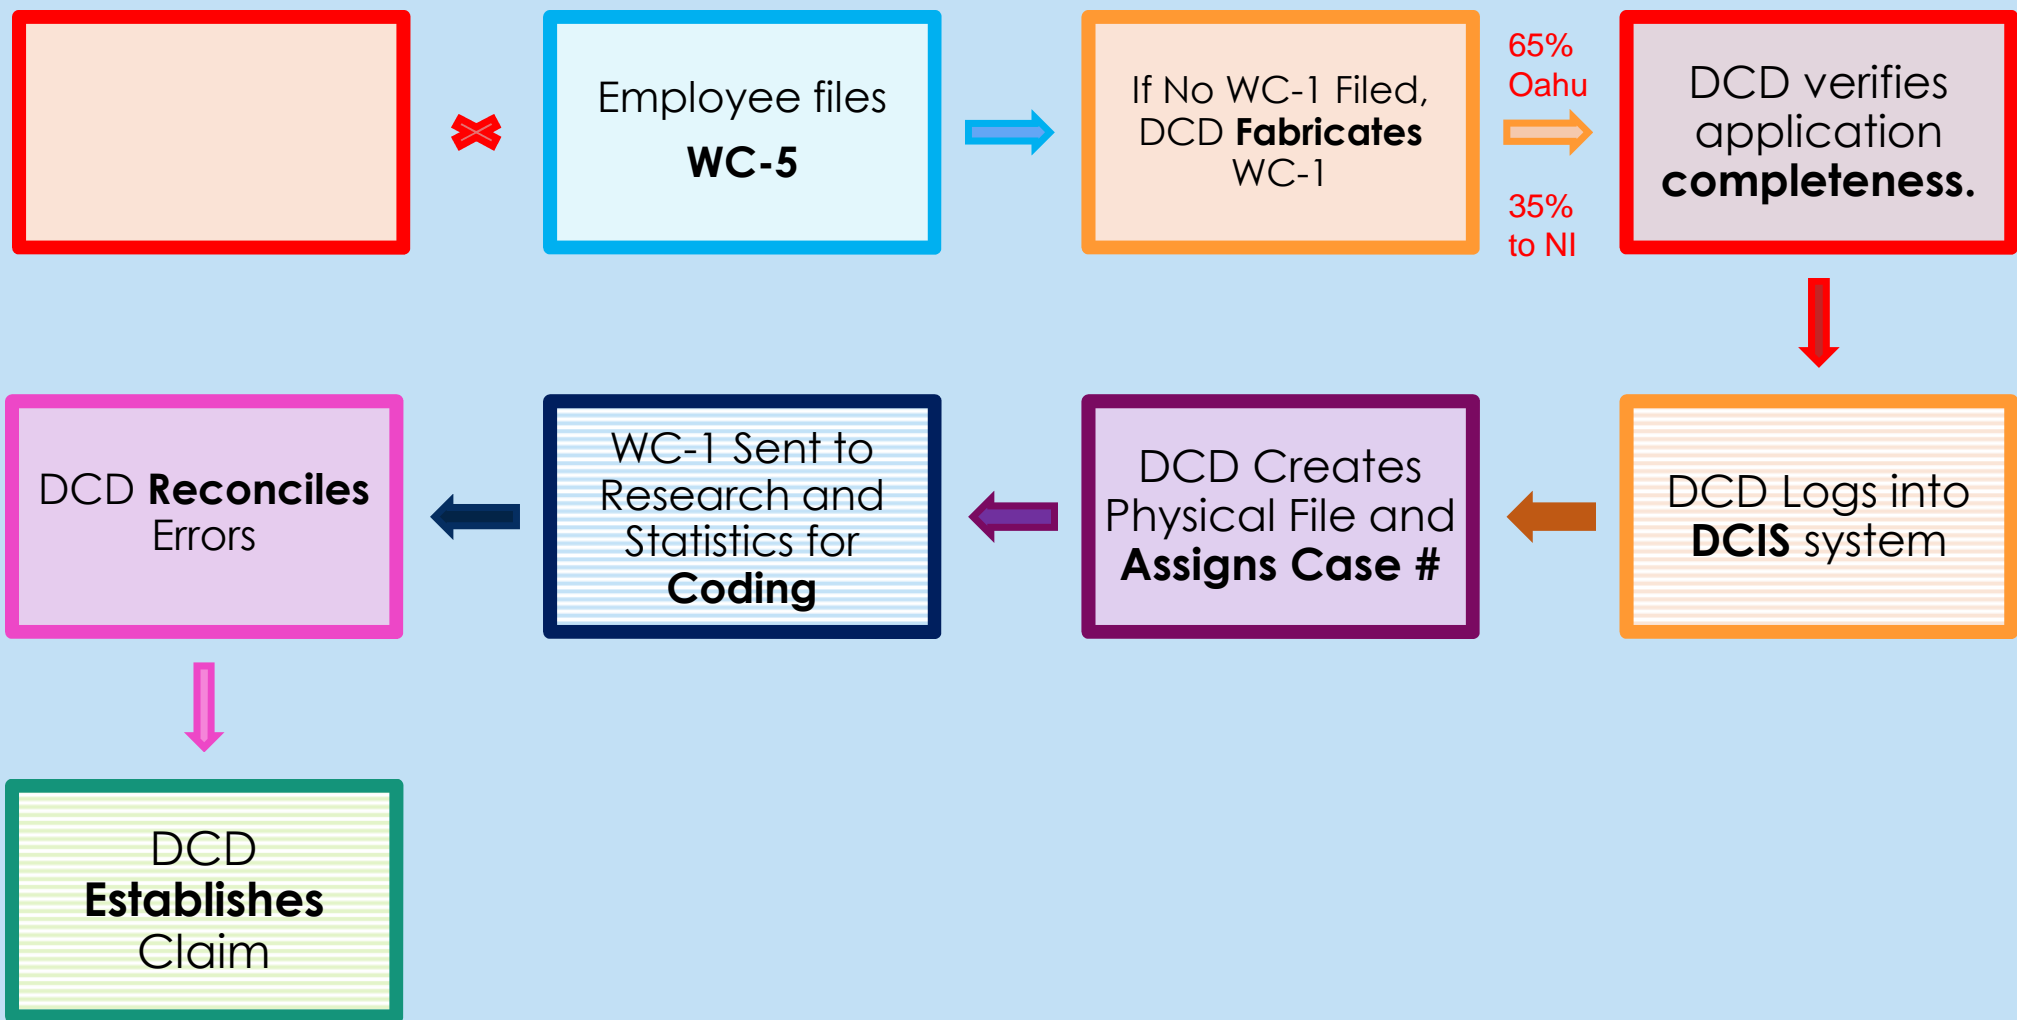 Employee files
WC-5
If No WC-1 Filed,
DCD Fabricates
WC-1
65%
Oahu
35%
to NI
DCD verifies
application
completeness.
DCD Logs into
DCIS system
DCD Creates
Physical File and
Assigns Case #
WC-1 Sent to
Research and
Statistics for
Coding
DCD Reconciles
Errors
DCD
Establishes
Claim